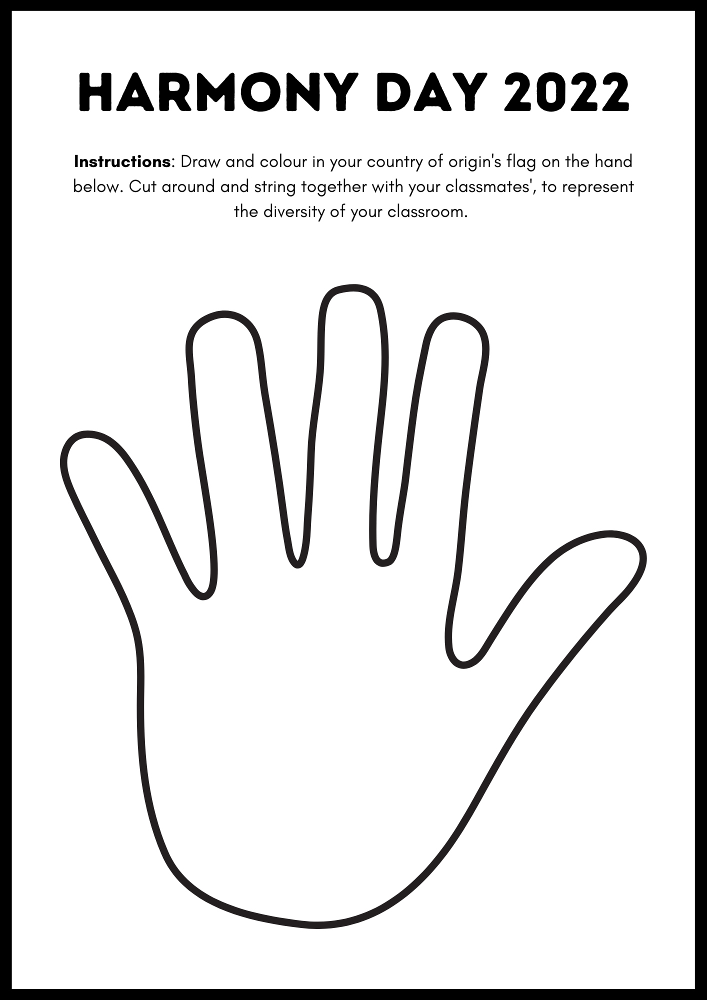 HARMONY DAY 2022
Instructions: Draw and colour in your country of origin's flag on the hand
below. Cut around and string together with your classmates', to represent
the diversity of your classroom.